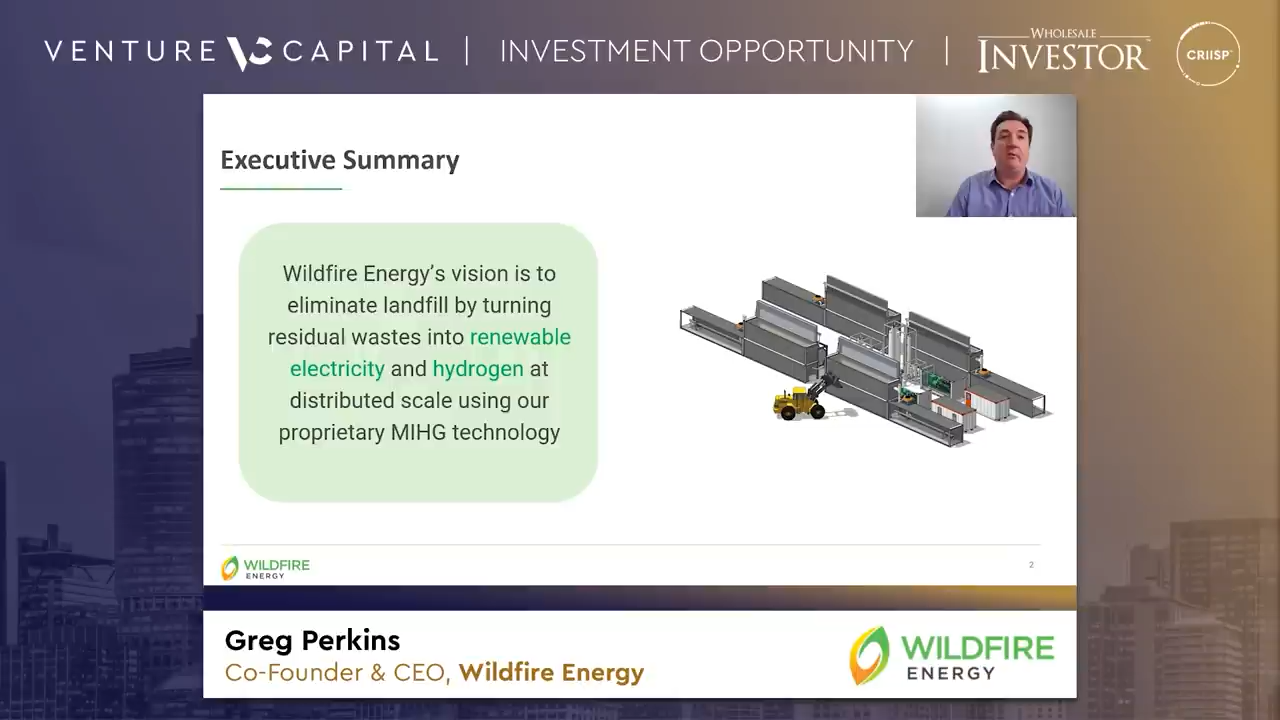 VENTURE VC CAPITAL | INVESTMENT OPPORTUNITY | WHOLESALE INVESTOR CRIISP
Executive Summary
Wildfire Energy’s vision is to
eliminate landfill by turning
residual wastes into renewable
electricity and hydrogen at
distributed scale using our
proprietary MIHG technology
WILDFIRE
ENERGY
2
Greg Perkins
Co-Founder & CEO, Wildfire Energy
WILDFIRE
ENERGY